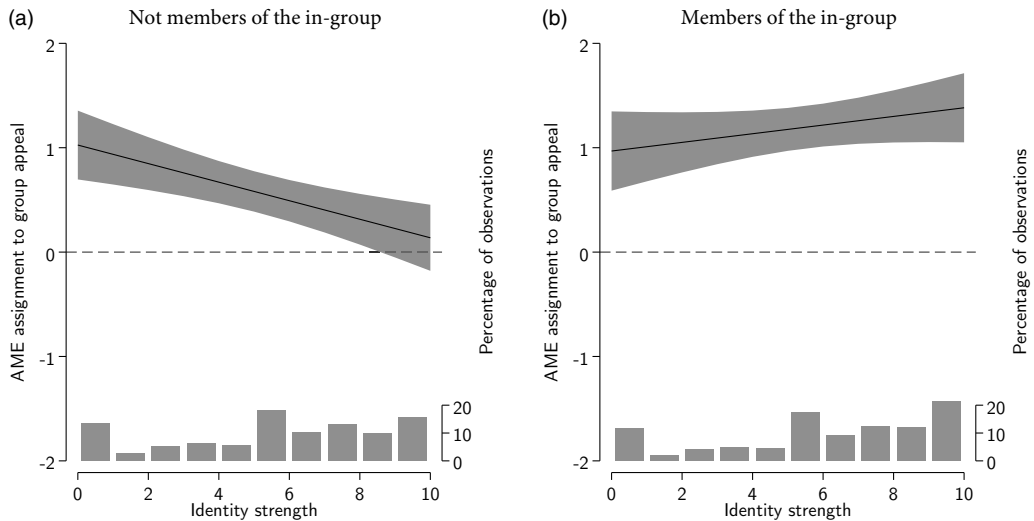 (a) Not members of the in-group
2
1
0
-1
-2
AME assignment to group appeal
Percentage of observations
20
10
0
0 2 4 6 8 10
Identity strength
(b) Members of the in-group
2
1
0
-1
-2
AME assignment to group appeal
Percentage of observations
20
10
0
0 2 4 6 8 10
Identity strength